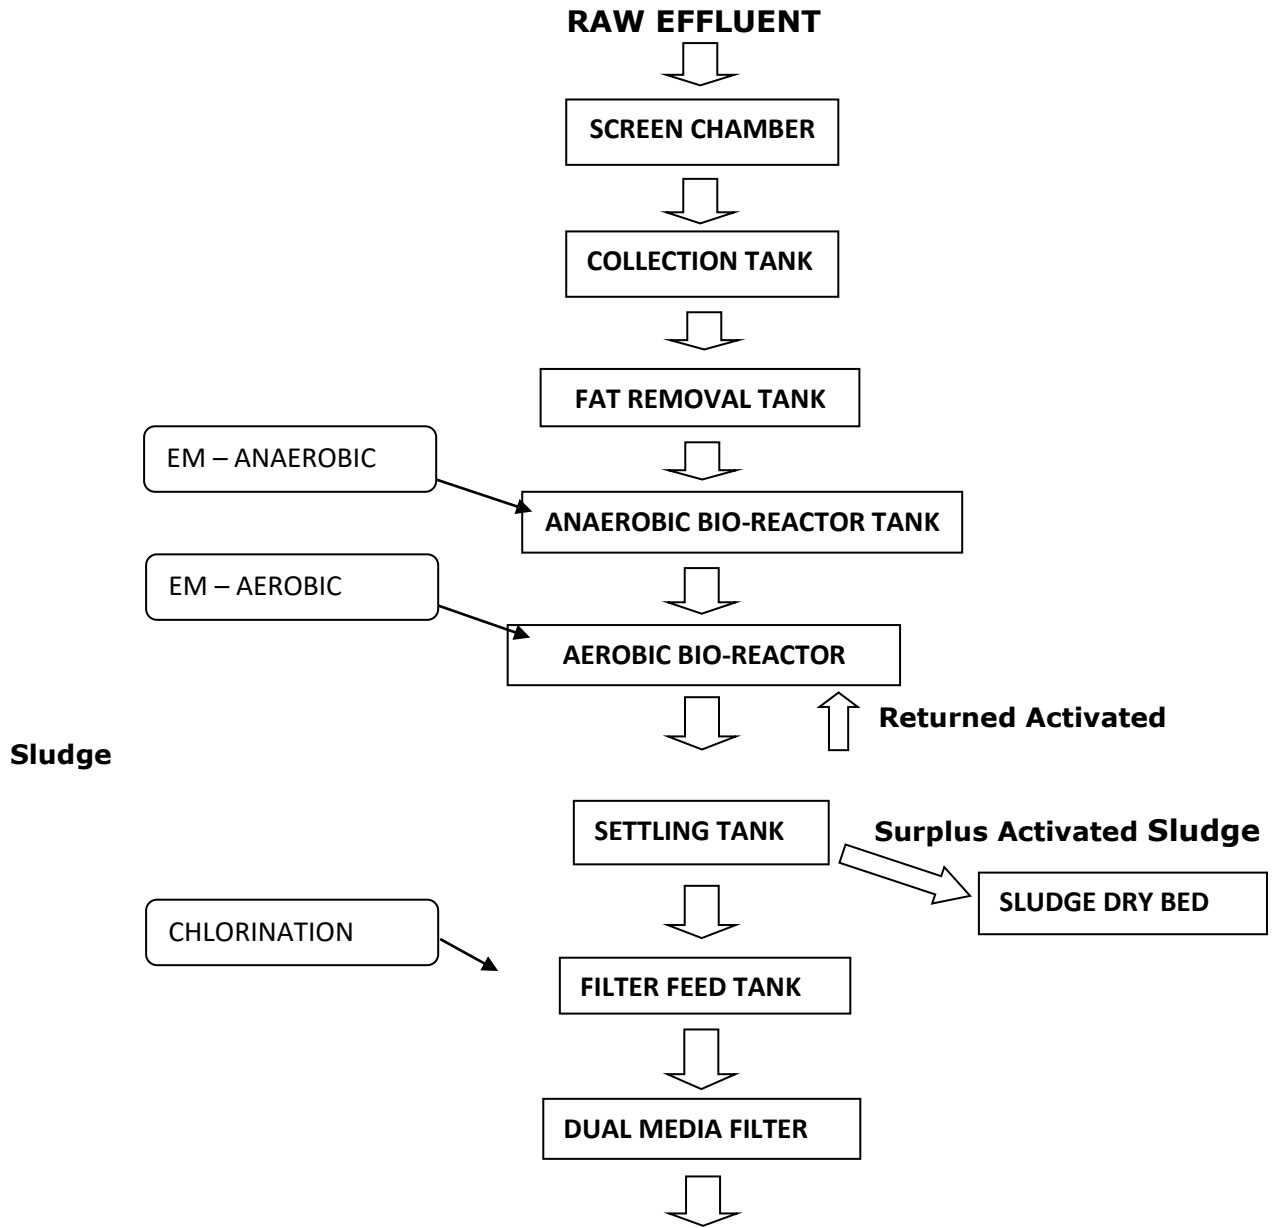 RAW EFFLUENT
SCREEN CHAMBER
COLLECTION TANK
FAT REMOVAL TANK
EM – ANAEROBIC
ANAEROBIC BIO-REACTOR TANK
EM – AEROBIC
AEROBIC BIO-REACTOR
Returned Activated
Sludge
SETTLING TANK
Surplus Activated Sludge
SLUDGE DRY BED
CHLORINATION
FILTER FEED TANK
DUAL MEDIA FILTER